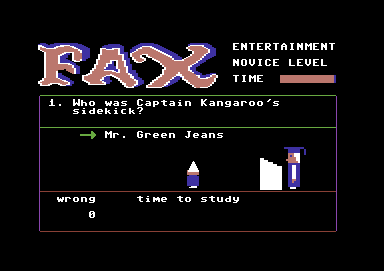 FAX
ENTERTAINMENT
NOVICE LEVEL
TIME
1. Who was Captain Kangaroo's
sidekick?
Mr. Green Jeans
wrong time to study
0